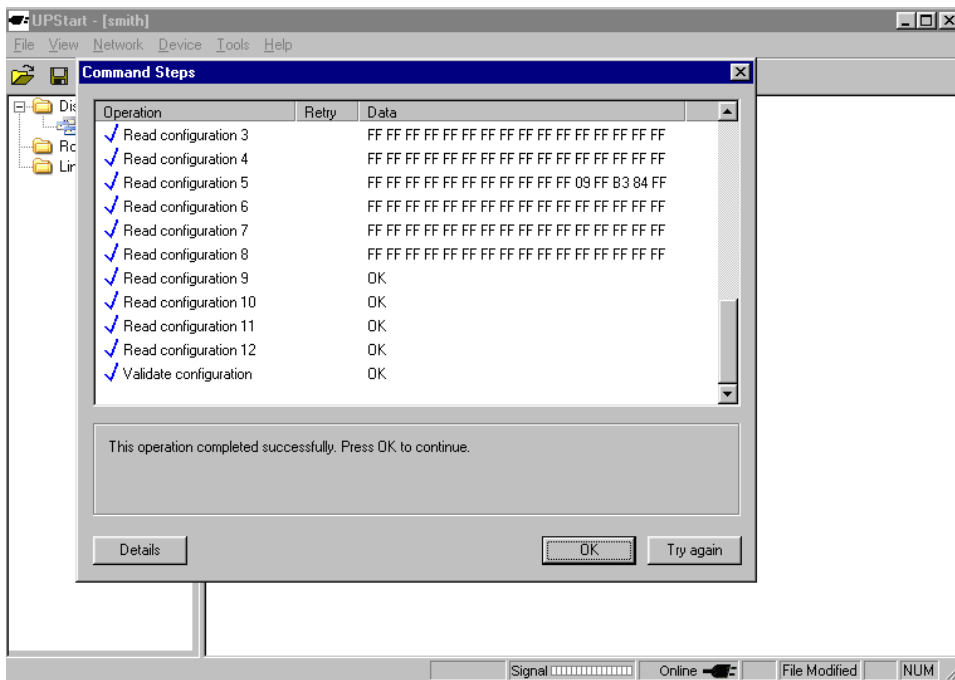 UPStart - [smith]
File View Network Device Tools Help
Command Steps
Operation Retry Data
Read configuration 3 FF FF FF FF FF FF FF FF FF FF FF FF FF FF FF FF
Read configuration 4 FF FF FF FF FF FF FF FF FF FF FF FF FF FF FF FF
Read configuration 5 FF FF FF FF FF FF FF FF FF FF FF 09 FF B3 84 FF
Read configuration 6 FF FF FF FF FF FF FF FF FF FF FF FF FF FF FF FF
Read configuration 7 FF FF FF FF FF FF FF FF FF FF FF FF FF FF FF FF
Read configuration 8 FF FF FF FF FF FF FF FF FF FF FF FF FF FF FF FF
Read configuration 9 OK
Read configuration 10 OK
Read configuration 11 OK
Read configuration 12 OK
Validate configuration OK
This operation completed successfully. Press OK to continue.
Details OK Try again
Signal Online File Modified NUM